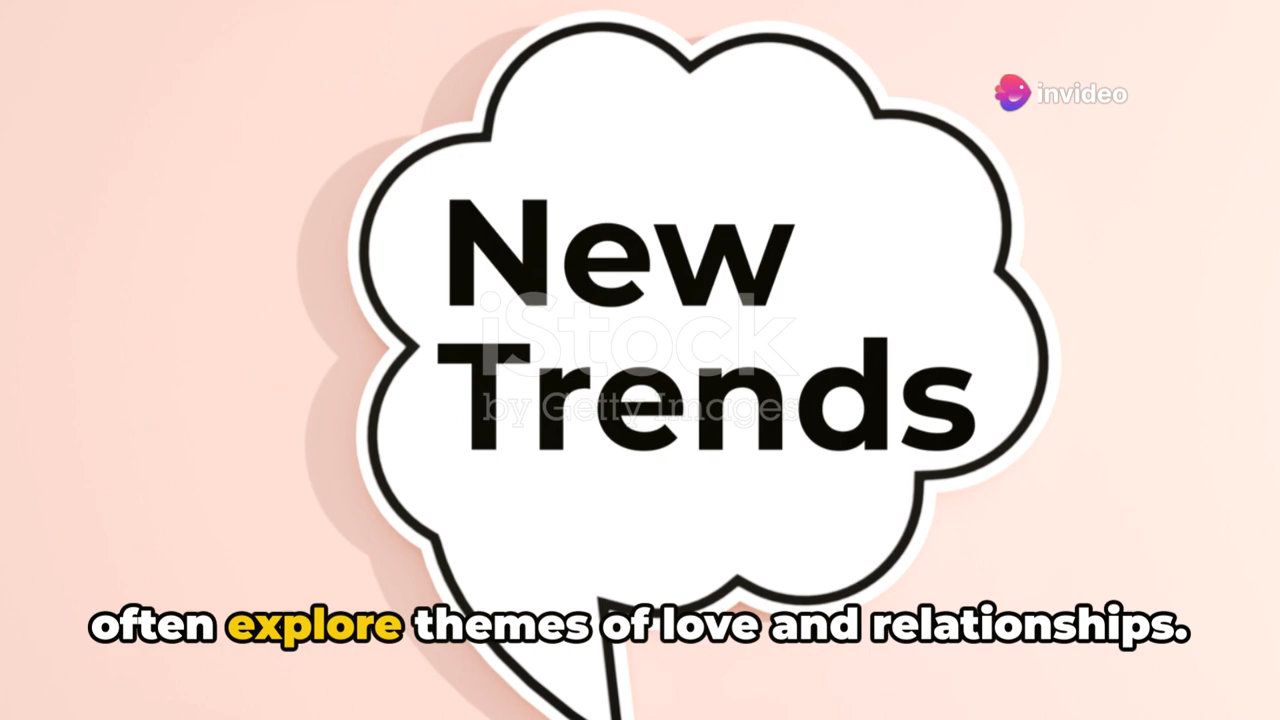 invideo
New
Trends
iStock
by Getty Images
often explore themes of love and relationships.